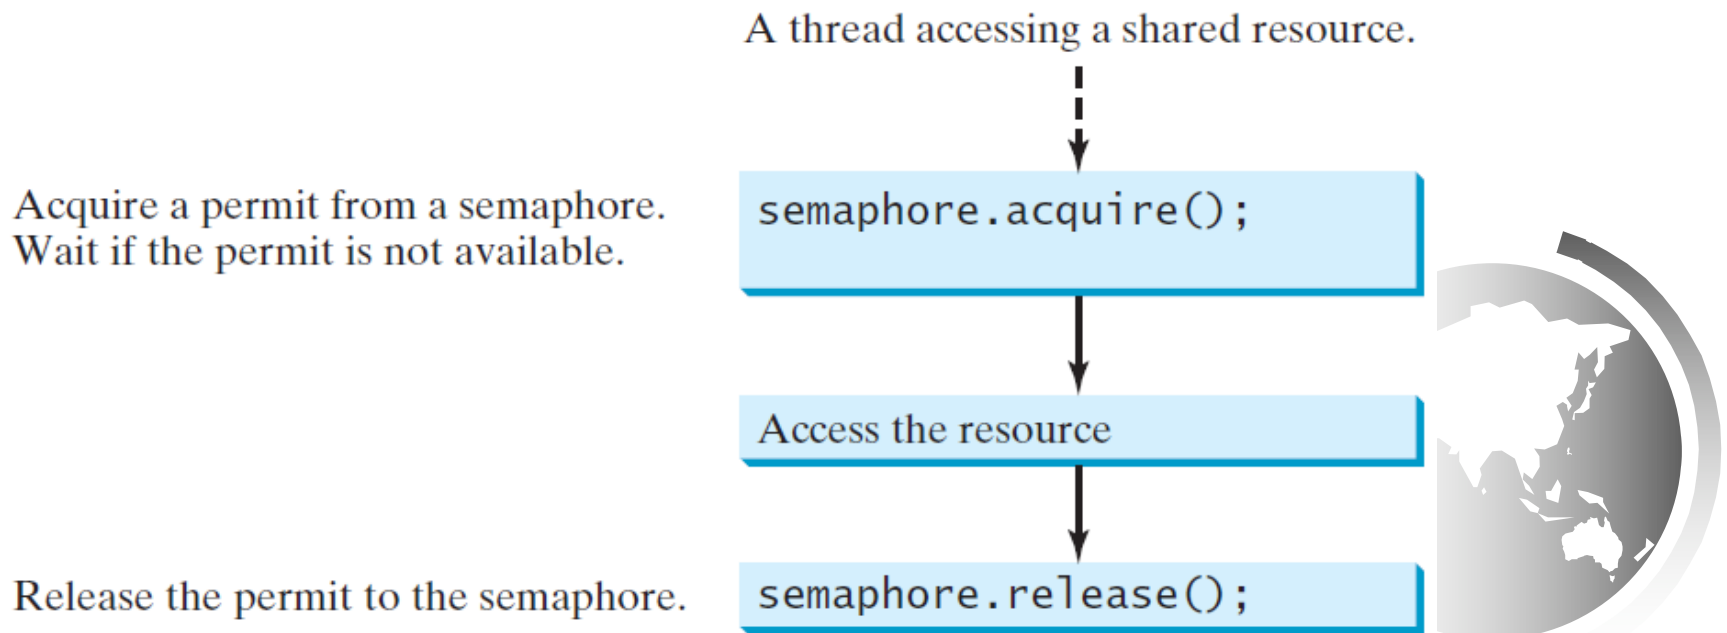 A thread accessing a shared resource.
Acquire a permit from a semaphore.
Wait if the permit is not available.
semaphore.acquire();
Access the resource
Release the permit to the semaphore.
semaphore.release();